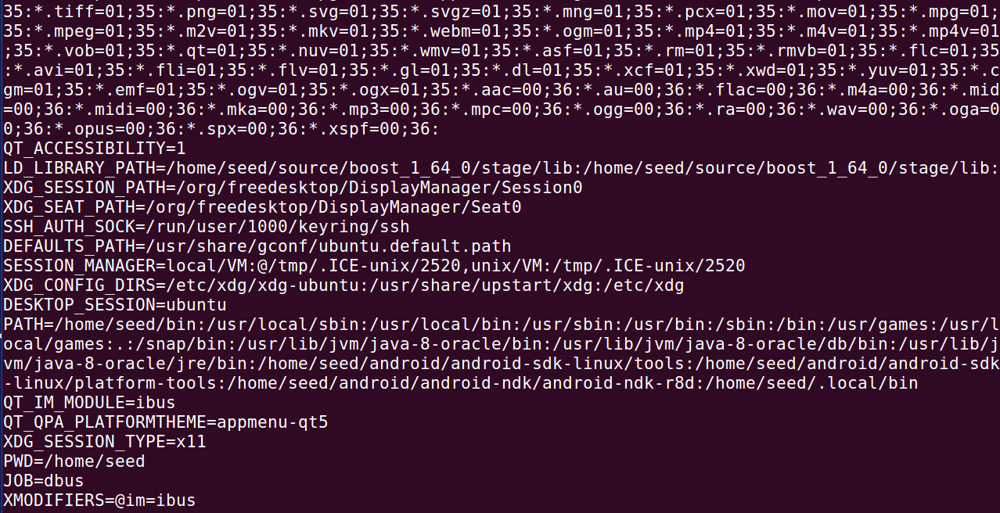 35:*.tiff=01;35:*.png=01;35:*.svg=01;35:*.svgz=01;35:*.mng=01;35:*.pcx=01;35:*.mov=01;35:*.mpg=01;
35:*.mpeg=01;35:*.m2v=01;35:*.mkv=01;35:*.webm=01;35:*.ogm=01;35:*.mp4=01;35:*.m4v=01;35:*.mp4v=01
;35:*.vob=01;35:*.qt=01;35:*.nuv=01;35:*.wmv=01;35:*.asf=01;35:*.rm=01;35:*.rmvb=01;35:*.flc=01;35
:*.avi=01;35:*.fli=01;35:*.flv=01;35:*.gl=01;35:*.dl=01;35:*.xcf=01;35:*.xwd=01;35:*.yuv=01;35:*.c
gm=01;35:*.emf=01;35:*.ogv=01;35:*.ogx=01;35:*.aac=00;36:*.au=00;36:*.flac=00;36:*.m4a=00;36:*.mid
=00;36:*.midi=00;36:*.mka=00;36:*.mp3=00;36:*.mpc=00;36:*.ogg=00;36:*.ra=00;36:*.wav=00;36:*.oga=0
0;36:*.opus=00;36:*.spx=00;36:*.xspf=00;36:
QT_ACCESSIBILITY=1
LD_LIBRARY_PATH=/home/seed/source/boost_1_64_0/stage/lib:/home/seed/source/boost_1_64_0/stage/lib:
XDG_SESSION_PATH=/org/freedesktop/DisplayManager/Session0
XDG_SEAT_PATH=/org/freedesktop/DisplayManager/Seat0
SSH_AUTH_SOCK=/run/user/1000/keyring/ssh
DEFAULTS_PATH=/usr/share/gconf/ubuntu.default.path
SESSION_MANAGER=local/VM:@/tmp/.ICE-unix/2520,unix/VM:/tmp/.ICE-unix/2520
XDG_CONFIG_DIRS=/etc/xdg/xdg-ubuntu:/usr/share/upstart/xdg:/etc/xdg
DESKTOP_SESSION=ubuntu
PATH=/home/seed/bin:/usr/local/sbin:/usr/local/bin:/usr/sbin:/usr/bin:/sbin:/bin:/usr/games:/usr/l
ocal/games:.:/snap/bin:/usr/lib/jvm/java-8-oracle/bin:/usr/lib/jvm/java-8-oracle/db/bin:/usr/lib/j
vm/java-8-oracle/jre/bin:/home/seed/android/android-sdk-linux/tools:/home/seed/android/android-sdk
-linux/platform-tools:/home/seed/android/android-ndk/android-ndk-r8d:/home/seed/.local/bin
QT_IM_MODULE=ibus
QT_QPA_PLATFORMTHEME=appmenu-qt5
XDG_SESSION_TYPE=x11
PWD=/home/seed
JOB=dbus
XMODIFIERS=@im=ibus